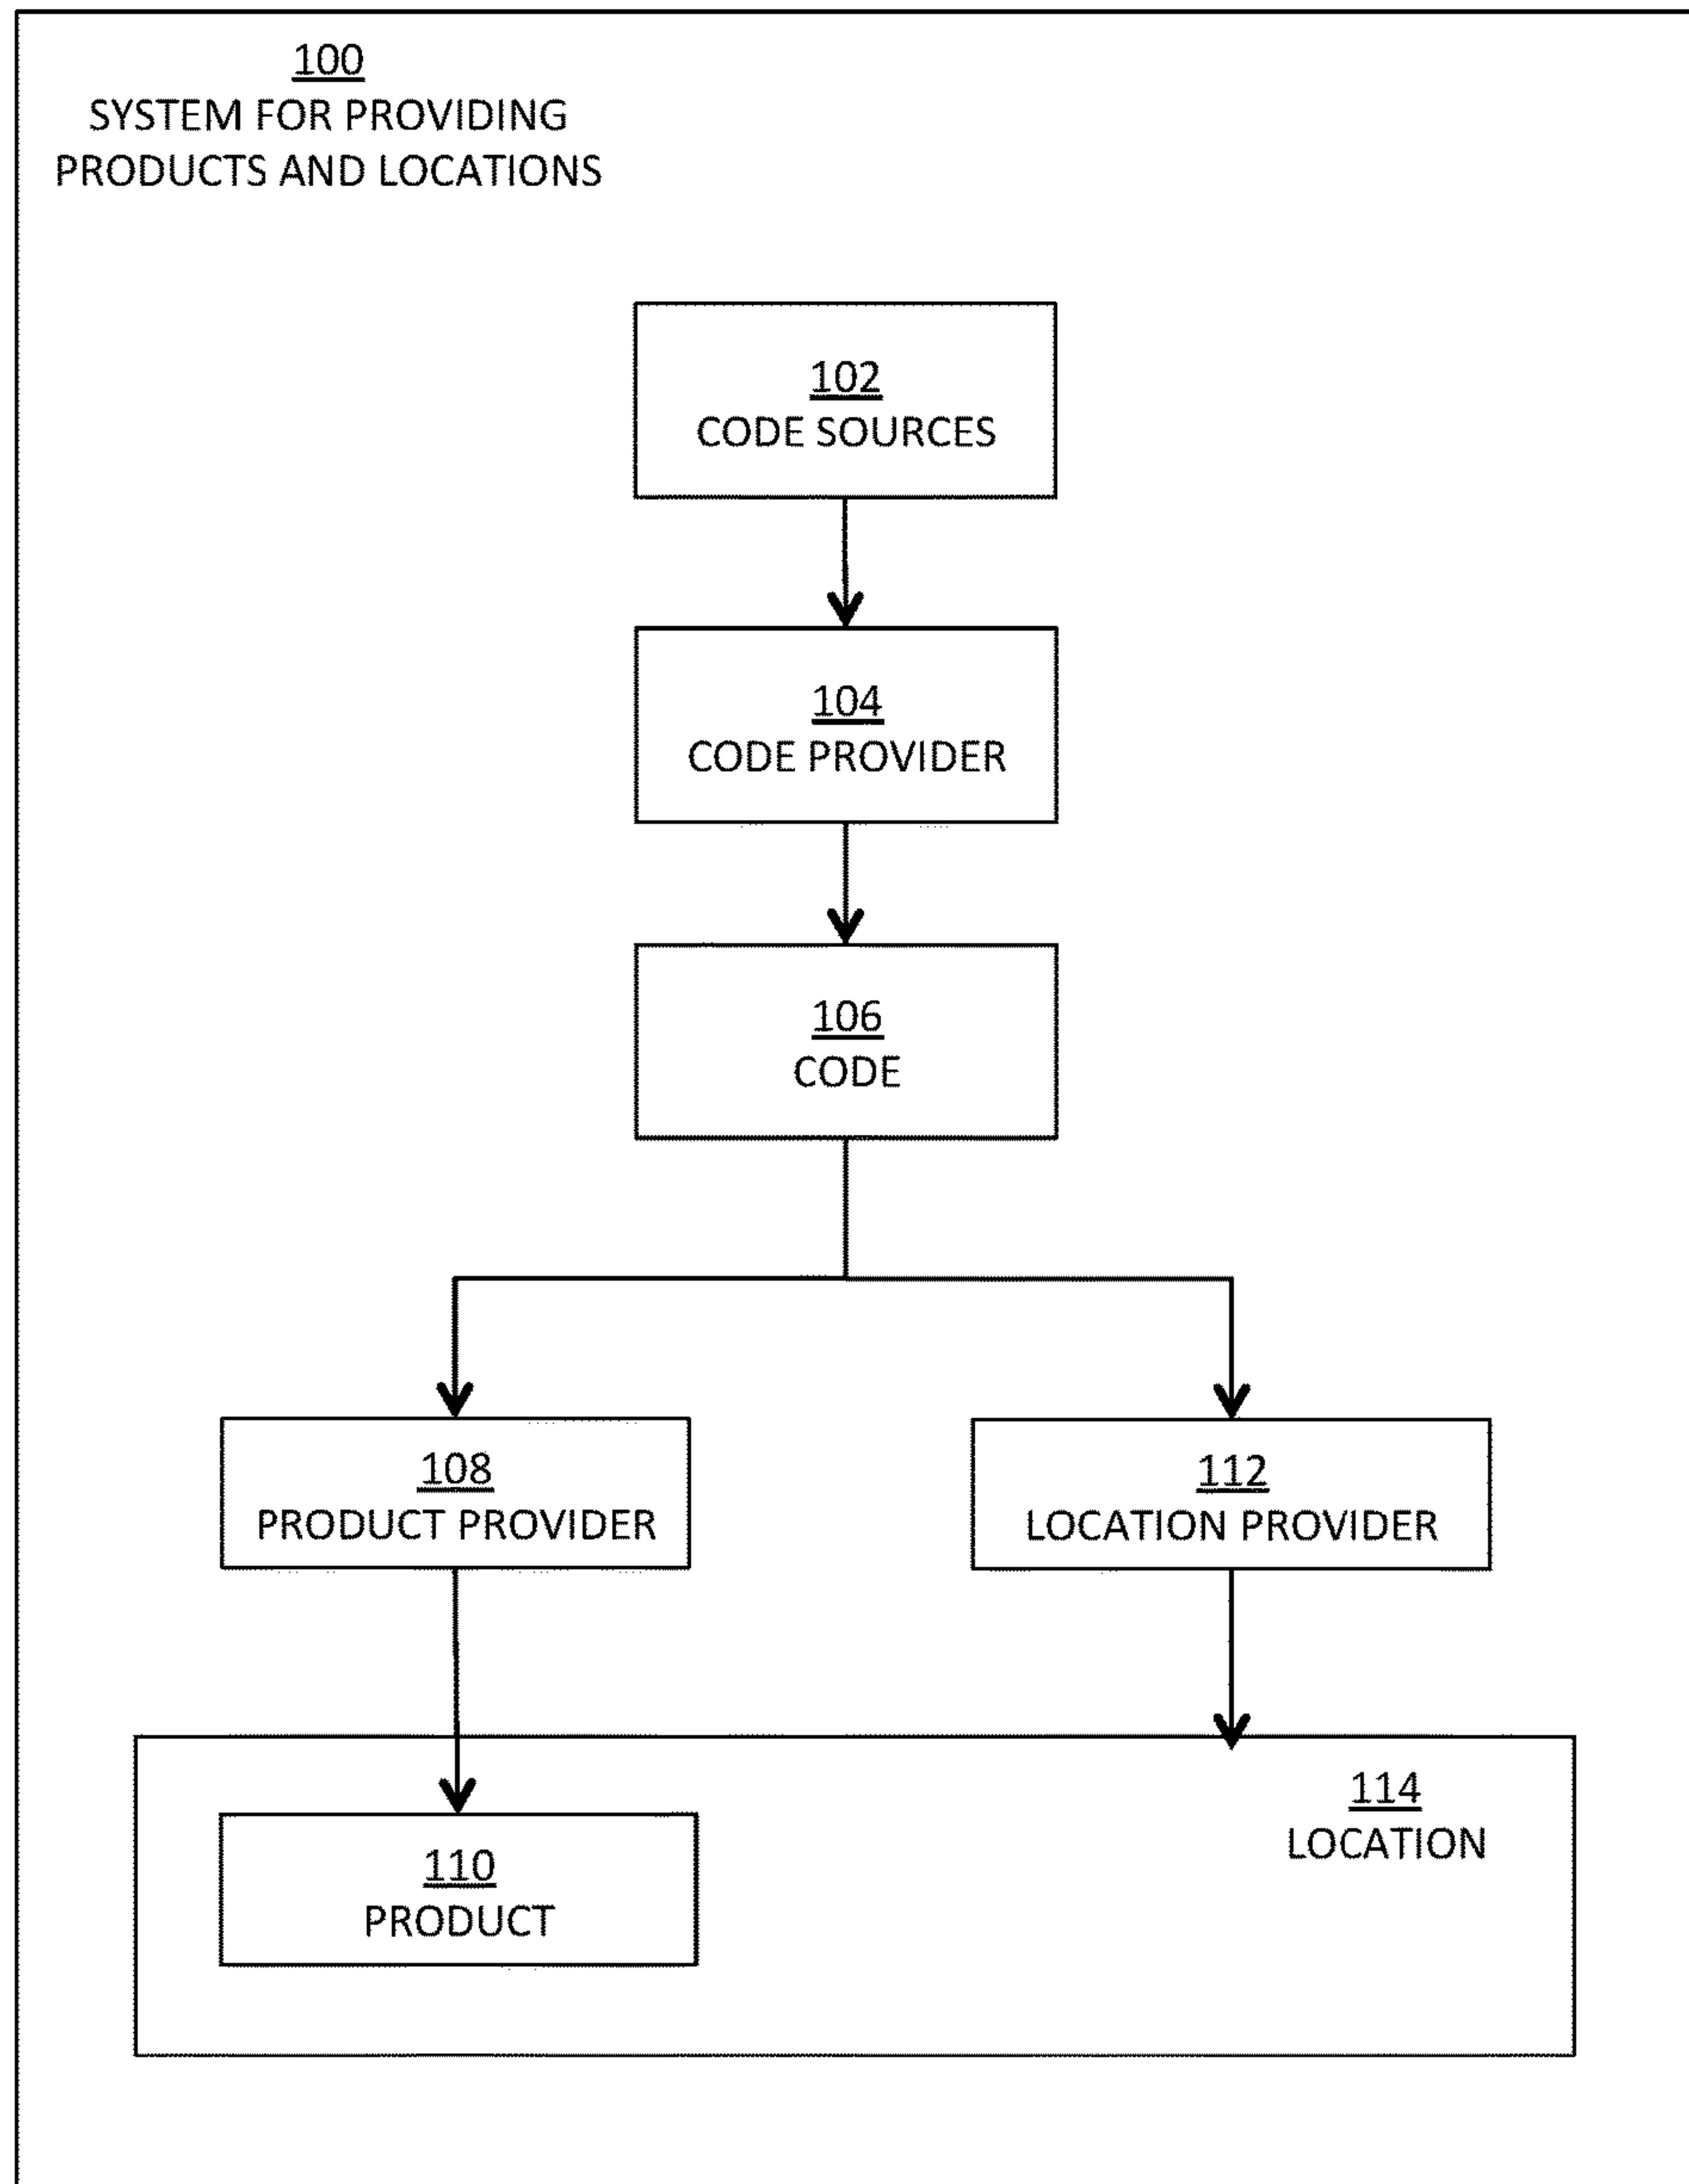 100
SYSTEM FOR PROVIDING
PRODUCTS AND LOCATIONS
102
CODE SOURCES
104
CODE PROVIDER
106
CODE
108
PRODUCT PROVIDER
112
LOCATION PROVIDER
114
LOCATION
110
PRODUCT